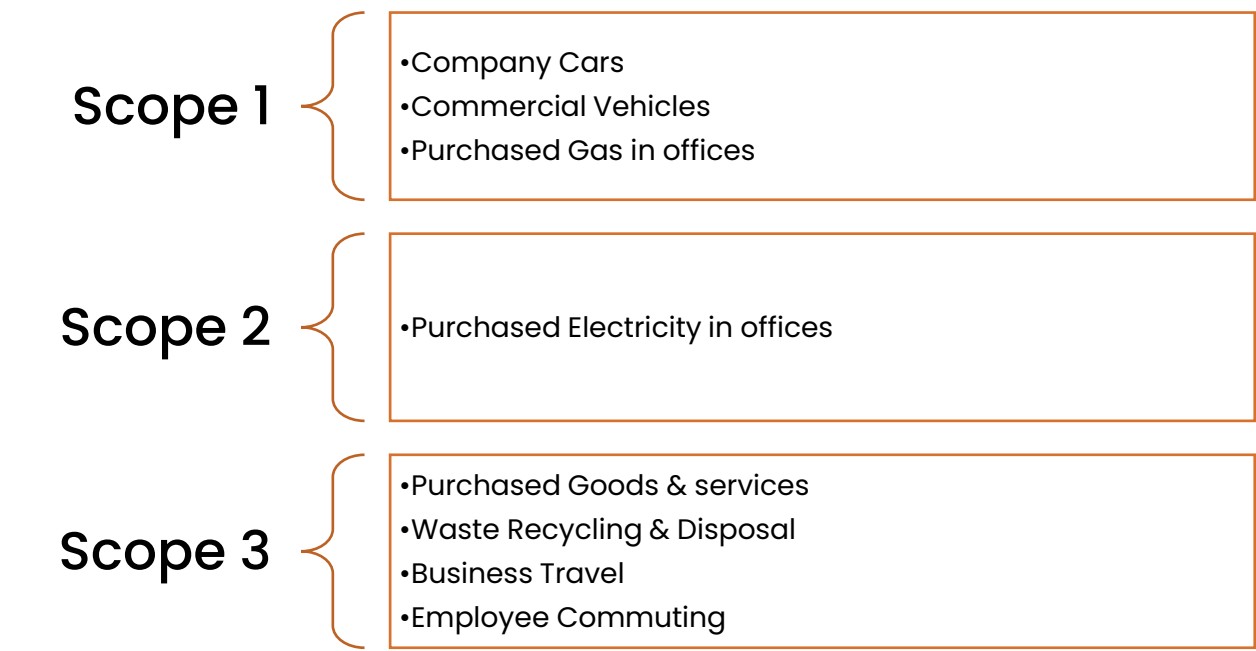 Scope 1
•Company Cars
•Commercial Vehicles
•Purchased Gas in offices
Scope 2
•Purchased Electricity in offices
Scope 3
•Purchased Goods & services
•Waste Recycling & Disposal
•Business Travel
•Employee Commuting